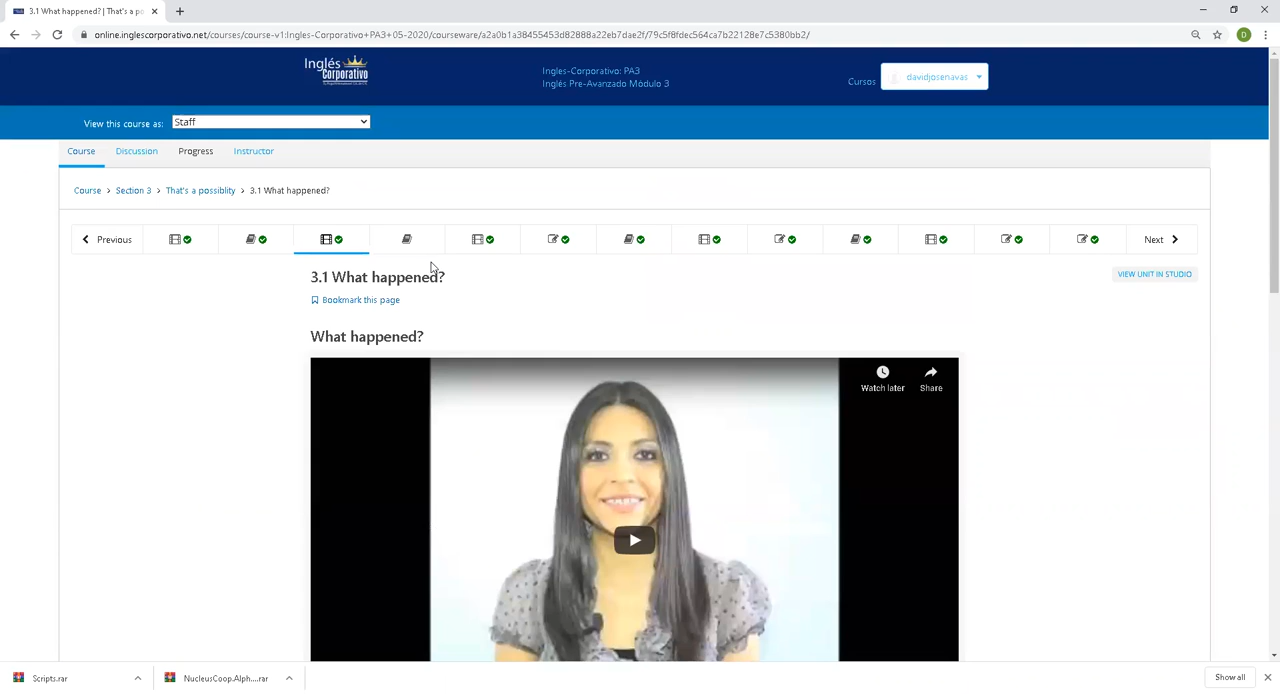 3.1 What happened? | That's a po
online.inglescorporativo.net/courses/course-v1:Ingles-Corporativo+PA3+05-2020/courseware/a2a0b1a38455453d82888a22eb7dae2f/79c5f8fdec564ca7b22128e7c5380bb2/
D
Inglés
Corporativo
Ingles-Corporativo: PA3
Inglés Pre-Avanzado Módulo 3
Cursos
davidjosenavas
View this course as:
Staff
Course
Discussion
Progress
Instructor
Course > Section 3 > That's a possiblity > 3.1 What happened?
Previous
Next
3.1 What happened?
VIEW UNIT IN STUDIO
Bookmark this page
What happened?
Watch later
Share
Scripts.rar
NucleusCoop.Alph....rar
Show all